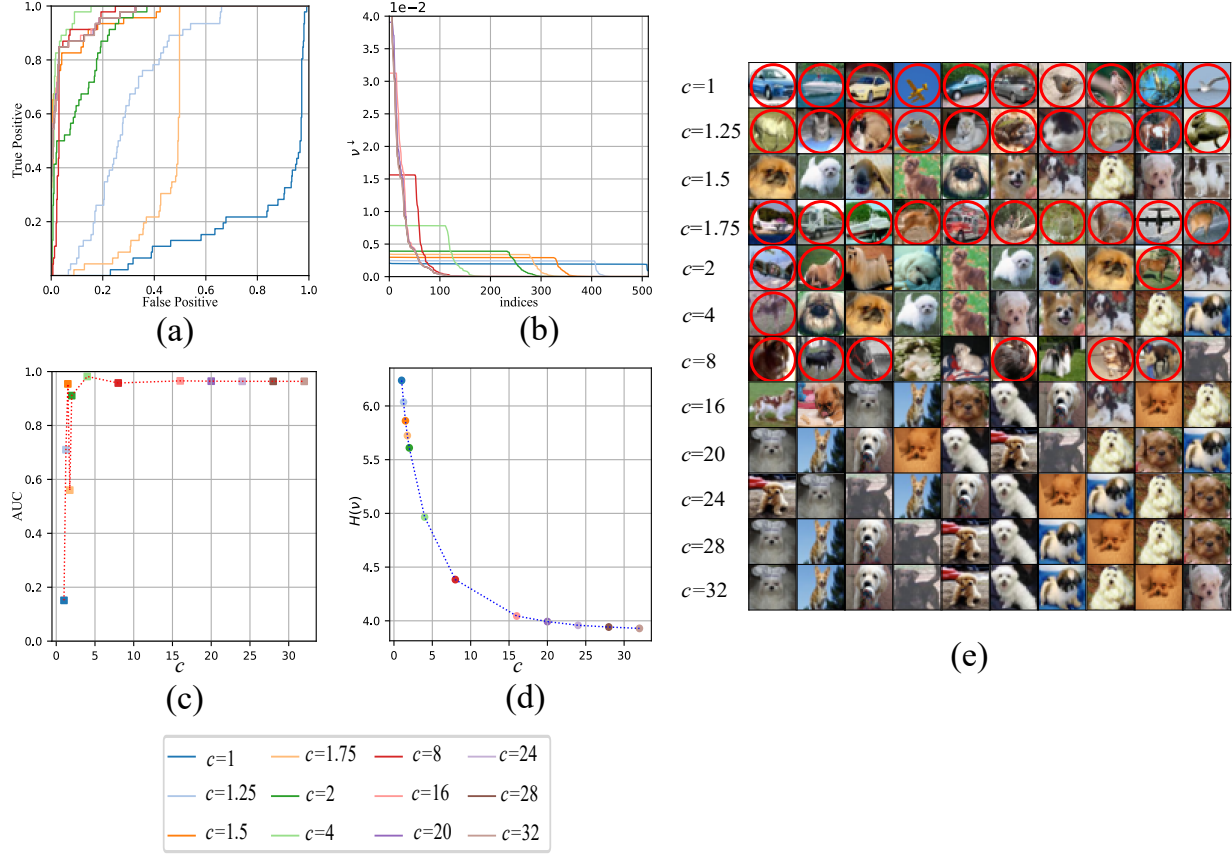 1.0
0.8
0.6
0.4
0.2
True Positive
0.2
0.4
0.6
0.8
1.0
False Positive
(a)
1e−2
4.0
3.5
3.0
2.5
2.0
1.5
1.0
0.5
0.0
ν↓
0
100
200
300
400
500
indices
(b)
1.0
0.8
0.6
0.4
0.2
0.0
AUC
0
5
10
15
20
25
30
c
(c)
6.0
5.5
5.0
4.5
4.0
H(ν)
0
5
10
15
20
25
30
c
(d)
c=1
c=1.25
c=1.5
c=1.75
c=2
c=4
c=8
c=16
c=20
c=24
c=28
c=32
(e)
c=1
c=1.75
c=8
c=24
c=1.25
c=2
c=16
c=28
c=1.5
c=4
c=20
c=32